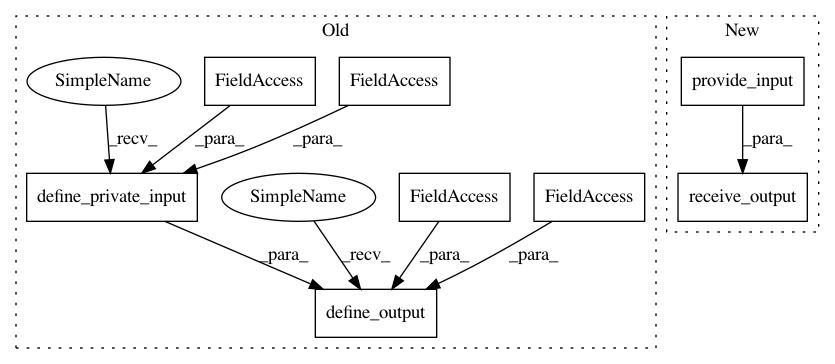 Old
New
SimpleName
FieldAccess
FieldAccess
provide_input
_recv_
_para_
_para_
_para_
define_private_input
SimpleName
FieldAccess
FieldAccess
receive_output
_para_
_recv_
_para_
_para_
define_output